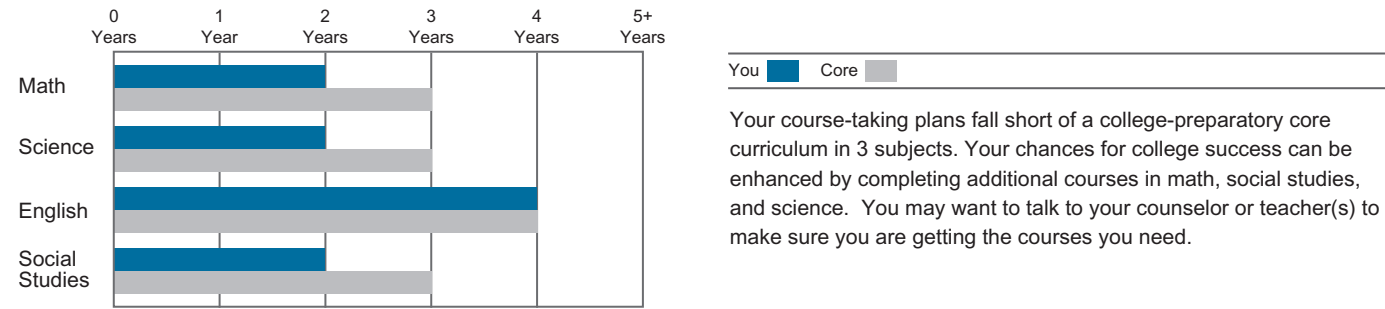 0 1 2 3 4 5+
Years Year Years Years Years Years
Math
Science
English
Social
Studies
You Core
Your course-taking plans fall short of a college-preparatory core
curriculum in 3 subjects. Your chances for college success can be
enhanced by completing additional courses in math, social studies,
and science. You may want to talk to your counselor or teacher(s) to
make sure you are getting the courses you need.